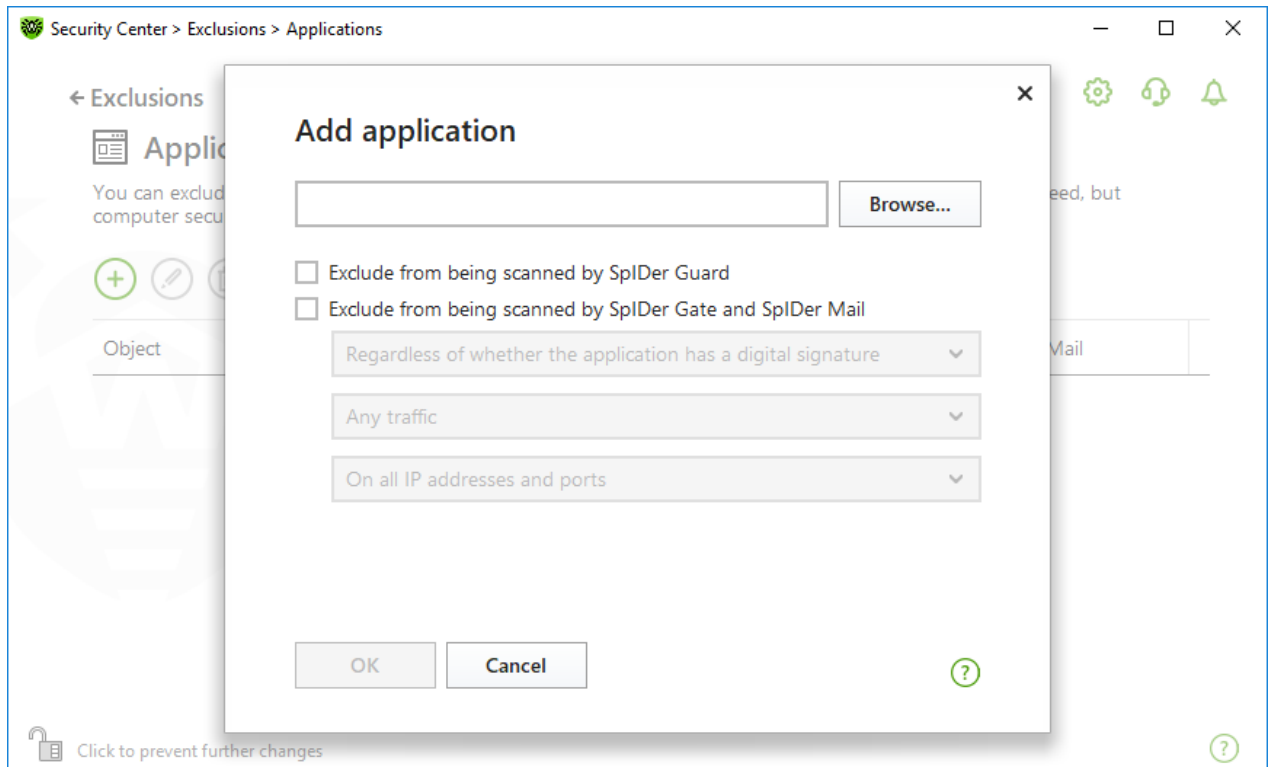 Security Center > Exclusions > Applications
Exclusions
Add application
Applic
You can exclud
eed, but
computer secu
Browse...
Exclude from being scanned by SpIDer Guard
Exclude from being scanned by SpIDer Gate and SpIDer Mail
Object
Mail
Regardless of whether the application has a digital signature
Any traffic
On all IP addresses and ports
OK
Cancel
?
Click to prevent further changes
?